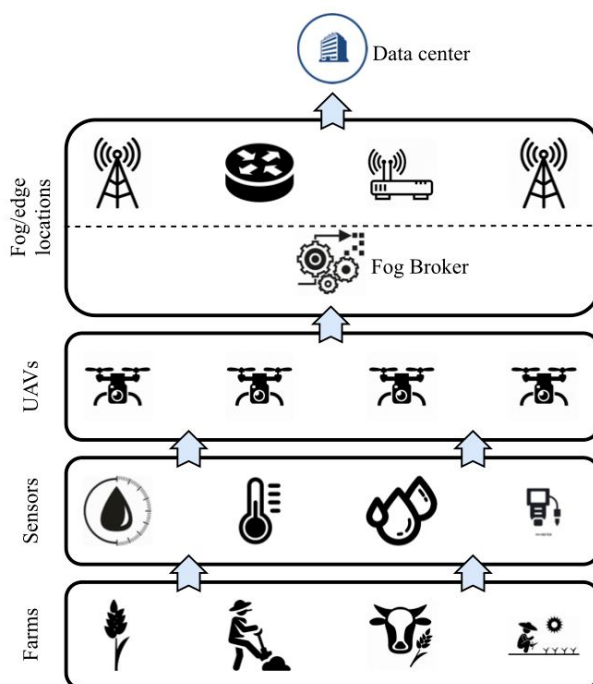 Data center
Fog/edge
locations
Fog Broker
UAVs
Sensors
Farms